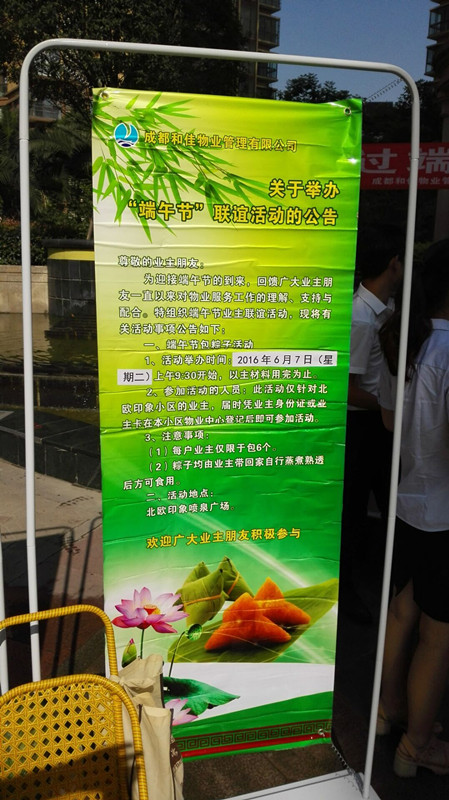 成都和佳物业管理有限公司
关于举办
“端午节”联谊活动的公告
尊敬的业主朋友：
为迎接端午节的到来，回馈广大业主朋
友一直以来对物业服务工作的理解、支持与
配合。特组织端午节业主联谊活动，现将有
关活动事项公告如下：
一、端午节包粽子活动
1、活动举办时间：2016年6月7日（星
期二）上午9:30开始，以主材料用完为止。
2、参加活动的人员：此活动仅针对北
欧印象小区的业主，届时凭业主身份证或业
主卡在本小区物业中心登记后即可参加活动。
3、注意事项：
（1）每户业主仅限于包6个。
（2）粽子均由业主带回家自行蒸煮熟透
后方可食用
二、活动地点：
北欧印象喷泉广场
欢迎广大业主朋友积极参与
过 端
成都和佳物业管